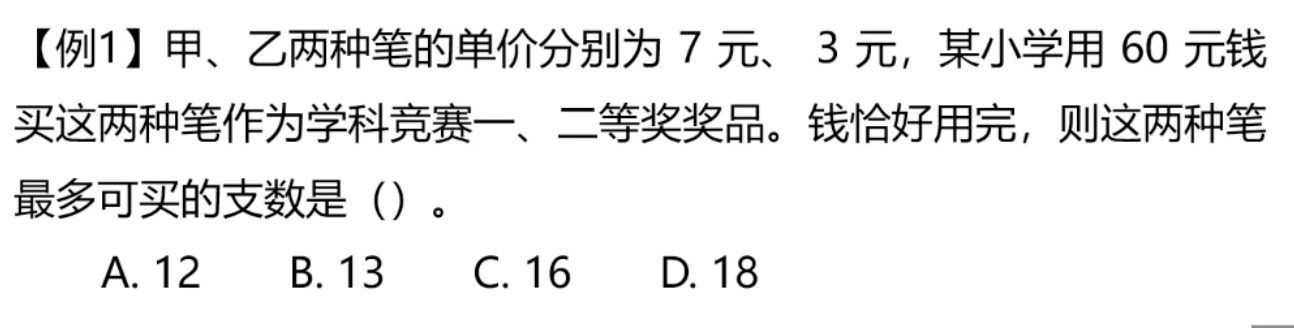 【例1】甲、乙两种笔的单价分别为 7 元、 3 元，某小学用 60 元钱
买这两种笔作为学科竞赛一、二等奖奖品。钱恰好用完，则这两种笔
最多可买的支数是（）。
A. 12 B. 13 C. 16 D. 18